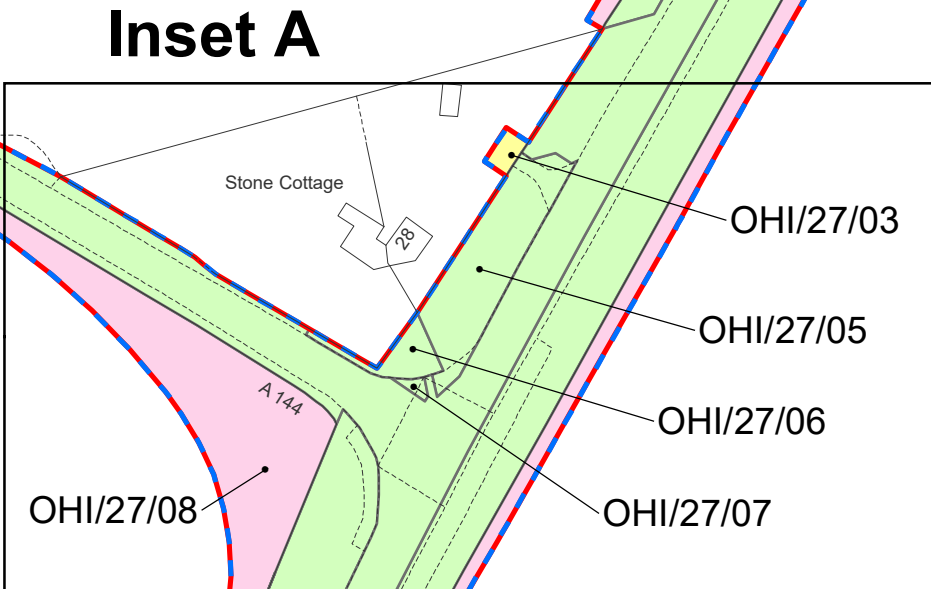 Inset A
Stone Cottage
28
OHI/27/03
OHI/27/05
A 144
OHI/27/06
OHI/27/08
OHI/27/07